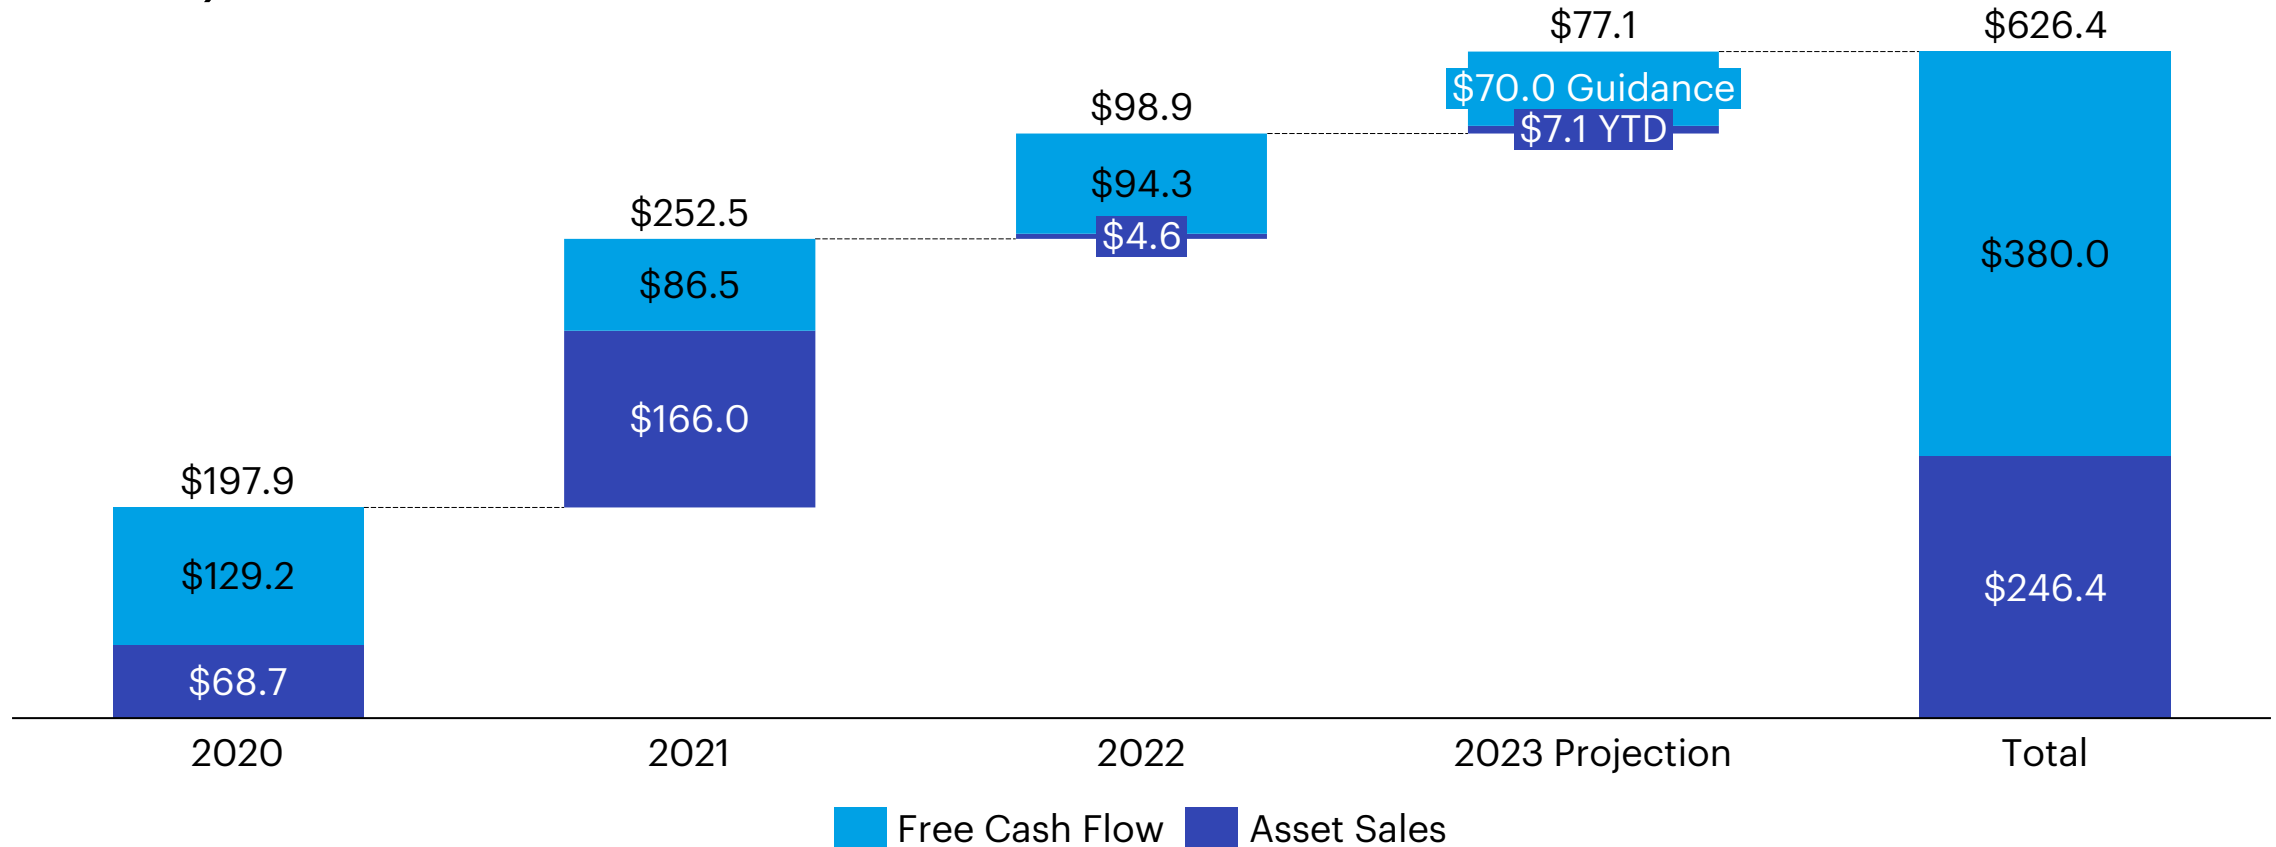 $77.1
$626.4
$70.0 Guidance
$98.9
$7.1 YTD
$94.3
$252.5
$4.6
$380.0
$86.5
$166.0
$197.9
$129.2
$246.4
$68.7
2020
2021
2022
2023 Projection
Total
Free Cash Flow
Asset Sales